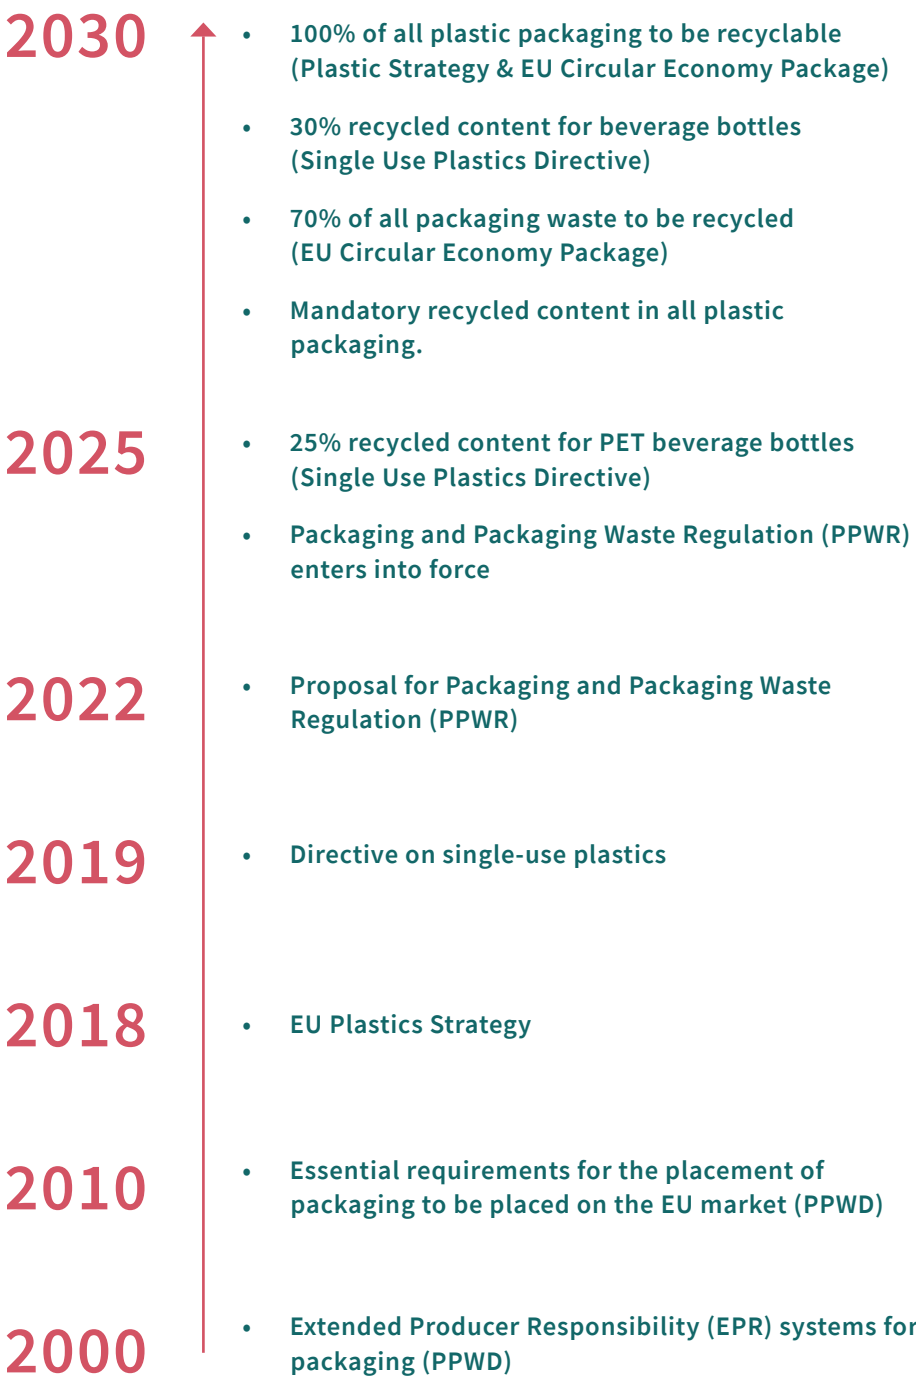 2030
• 100% of all plastic packaging to be recyclable
(Plastic Strategy & EU Circular Economy Package)
• 30% recycled content for beverage bottles
(Single Use Plastics Directive)
• 70% of all packaging waste to be recycled
(EU Circular Economy Package)
• Mandatory recycled content in all plastic
packaging.
2025
• 25% recycled content for PET beverage bottles
(Single Use Plastics Directive)
• Packaging and Packaging Waste Regulation (PPWR)
enters into force
2022
• Proposal for Packaging and Packaging Waste
Regulation (PPWR)
2019
• Directive on single-use plastics
2018
• EU Plastics Strategy
2010
• Essential requirements for the placement of
packaging to be placed on the EU market (PPWD)
2000
• Extended Producer Responsibility (EPR) systems for
packaging (PPWD)